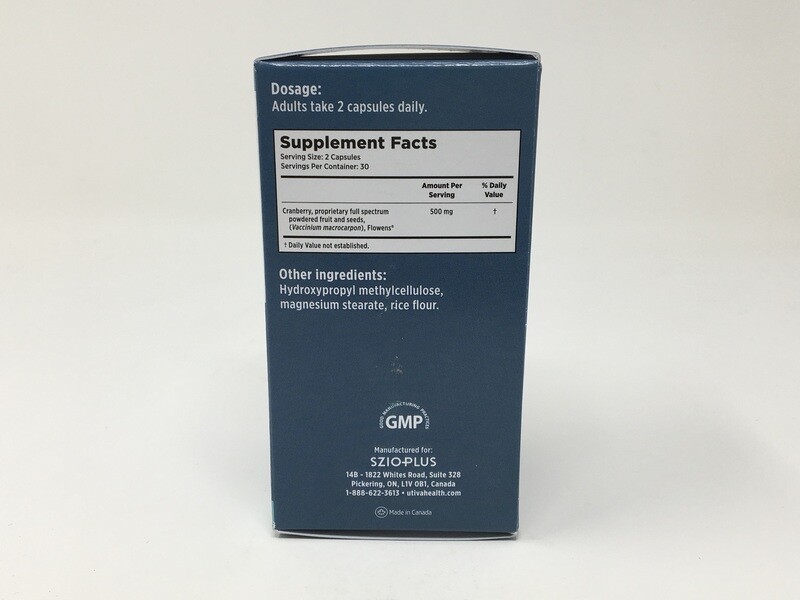 Dosage:
Adults take 2 capsules daily.
Supplement Facts
Serving Size: 2 Capsules
Servings Per Container: 30
Amount Per Serving
% Daily Value
Cranberry, proprietary full spectrum
powdered fruit and seeds,
(Vaccinium macrocarpon), Flowens®
500 mg
†
† Daily Value not established.
Other ingredients:
Hydroxypropyl methylcellulose,
magnesium stearate, rice flour.
GOOD MANUFACTURING PRACTICES
GMP
Manufactured for:
SZIO-PLUS
14B - 1822 Whites Road, Suite 328
Pickering, ON, L1V 0B1, Canada
1-888-622-3613 • utivahealth.com
Made in Canada